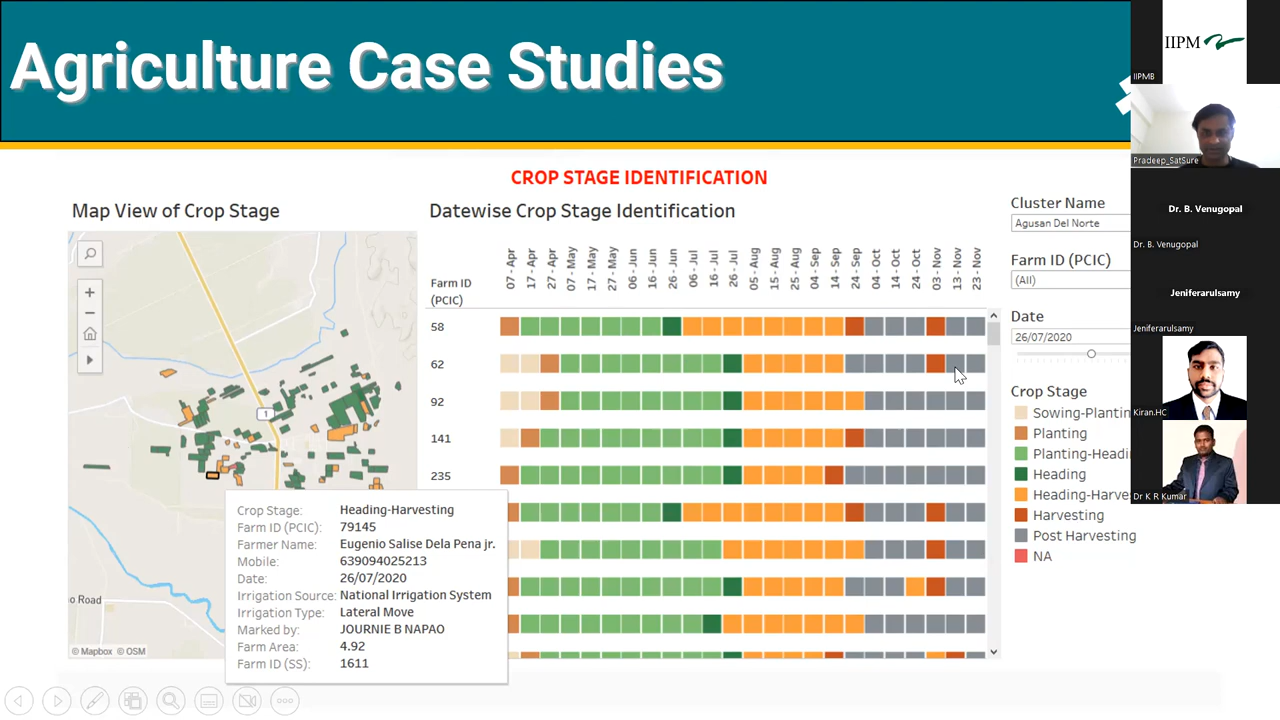 Agriculture Case Studies
CROP STAGE IDENTIFICATION
Map View of Crop Stage
Datewise Crop Stage Identification
Farm ID
(PCIC)
07 - Apr
17 - Apr
27 - Apr
07 - May
17 - May
27 - May
06 - Jun
16 - Jun
26 - Jun
06 - Jul
16 - Jul
26 - Jul
05 - Aug
15 - Aug
25 - Aug
04 - Sep
14 - Sep
24 - Sep
04 - Oct
14 - Oct
24 - Oct
03 - Nov
13 - Nov
23 - Nov
58
62
92
141
235
1
Crop Stage: Heading-Harvesting
Farm ID (PCIC): 79145
Farmer Name: Eugenio Salise Dela Pena jr.
Mobile: 639094025213
Date: 26/07/2020
Irrigation Source: National Irrigation System
Irrigation Type: Lateral Move
Marked by: JOURNIE B NAPAO
Farm Area: 4.92
Farm ID (SS): 1611
oo Road
© Mapbox © OSM
Cluster Name
Agusan Del Norte
Farm ID (PCIC)
(All)
Date
26/07/2020
Crop Stage
Sowing-Plantin
Planting
Planting-Headi
Heading
Heading-Harve
Harvesting
Post Harvesting
NA
IIPM
IIPMB
Pradeep_SatSure
Dr. B. Venugopal
Dr. B. Venugopal
Jeniferarulsamy
Jeniferarulsamy
Kiran.HC
Dr K R Kumar